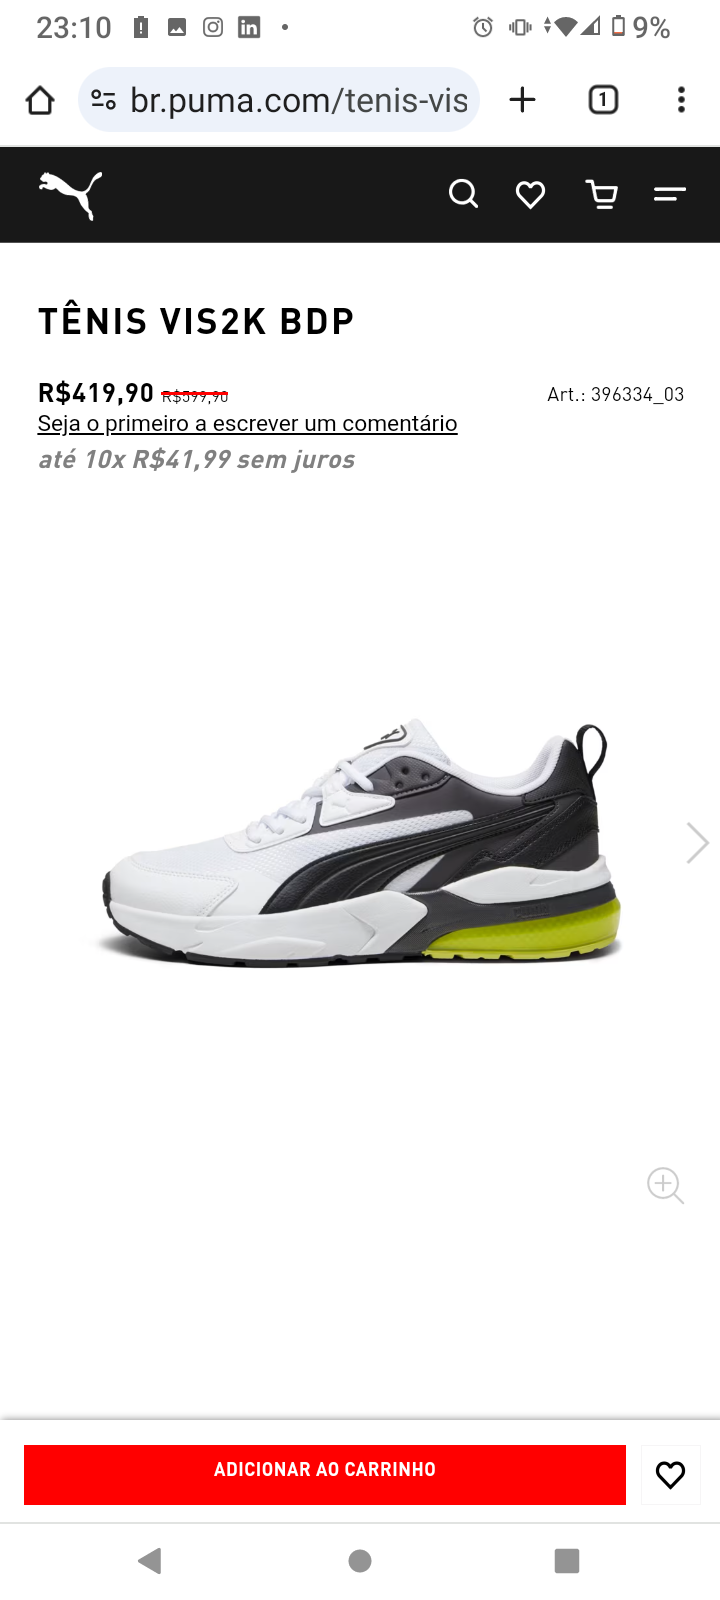 23:10
9%
br.puma.com/tenis-vis
1
TÊNIS VIS2K BDP
R$419,90 R$599,90
Art.: 396334_03
Seja o primeiro a escrever um comentário
até 10x R$41,99 sem juros
ADICIONAR AO CARRINHO